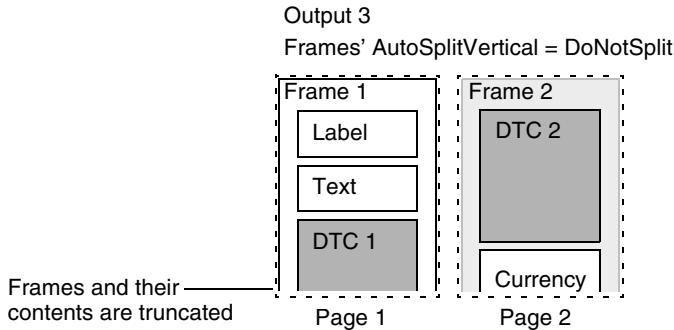 Output 3
Frames’ AutoSplitVertical = DoNotSplit
Frame 1
Label
Text
DTC 1
Frame 2
DTC 2
Currency
Frames and their
contents are truncated
Page 1
Page 2